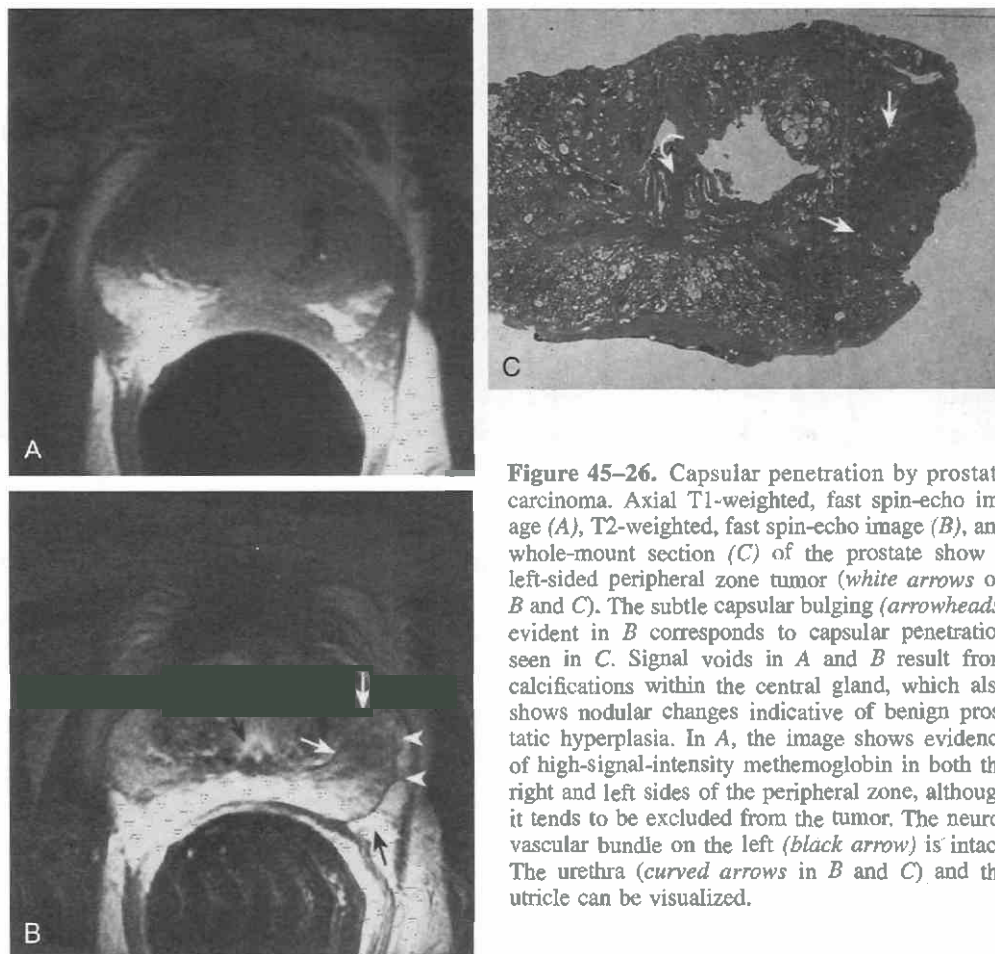 A
C
B
Figure 45–26. Capsular penetration by prostat
carcinoma. Axial T1-weighted, fast spin-echo im
age (A), T2-weighted, fast spin-echo image (B), an
whole-mount section (C) of the prostate show
left-sided peripheral zone tumor (white arrows o
B and C). The subtle capsular bulging (arrowheads
evident in B corresponds to capsular penetratio
seen in C. Signal voids in A and B result from
calcifications within the central gland, which als
shows nodular changes indicative of benign pros
tatic hyperplasia. In A, the image shows evidenc
of high-signal-intensity methemoglobin in both th
right and left sides of the peripheral zone, althoug
it tends to be excluded from the tumor. The neuro
vascular bundle on the left (black arrow) is intac
The urethra (curved arrows in B and C) and th
utricle can be visualized.